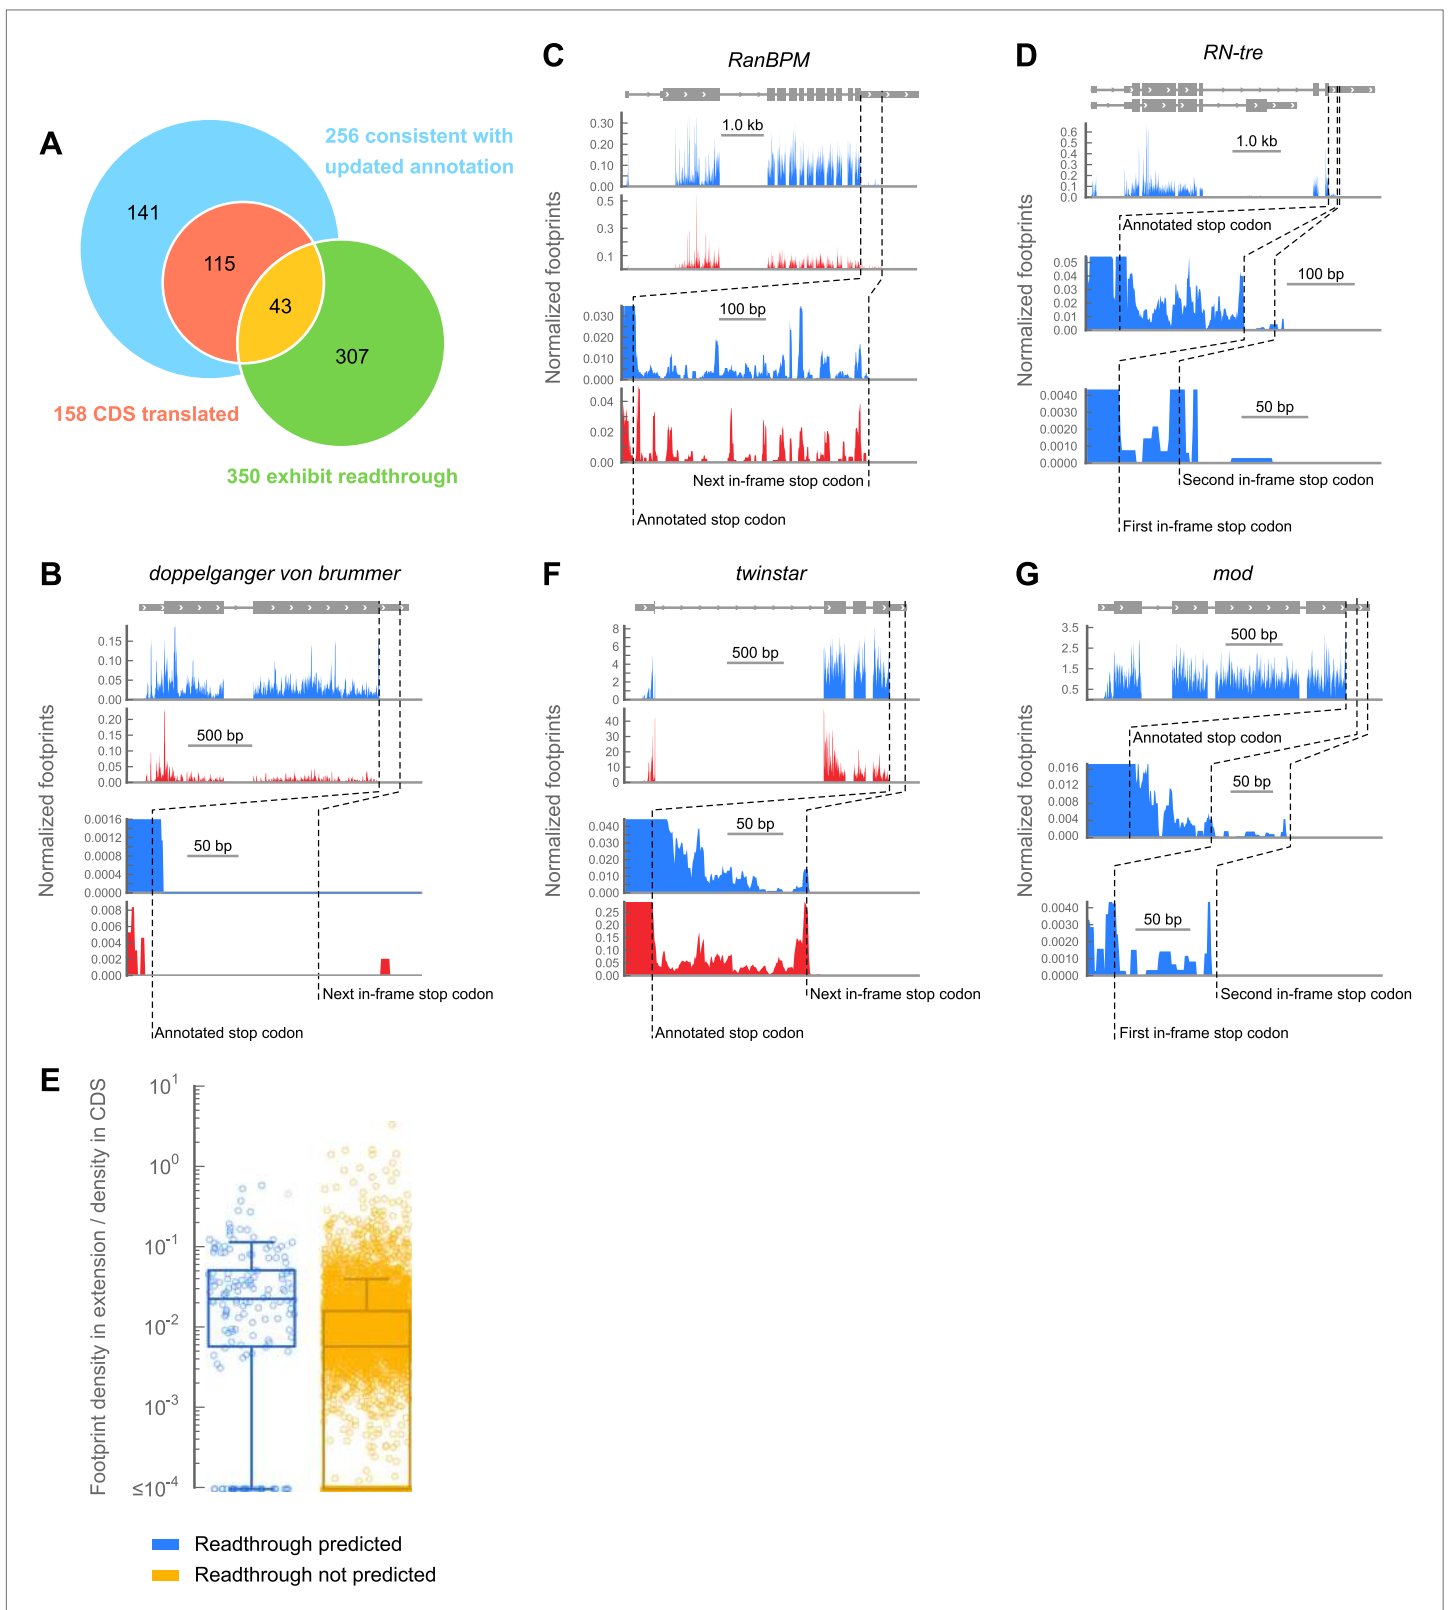 A
256 consistent with
updated annotation
141
115
43
307
158 CDS translated
350 exhibit readthrough
C
RanBPM
Normalized footprints
0.30
0.20
0.10
0.00
1.0 kb
0.5
0.3
0.1
0.030
0.020
0.010
0.000
100 bp
0.04
0.02
0.00
Next in-frame stop codon
Annotated stop codon
D
RN-tre
Normalized footprints
0.6
0.5
0.4
0.3
0.2
0.1
0.0
1.0 kb
Annotated stop codon
0.05
0.04
0.03
0.02
0.01
0.00
100 bp
0.0040
0.0030
0.0020
0.0010
0.0000
50 bp
Second in-frame stop codon
First in-frame stop codon
B
doppelganger von brummer
Normalized footprints
0.15
0.10
0.05
0.00
0.20
0.15
0.10
0.05
0.00
500 bp
0.0016
0.0012
0.0008
0.0004
0.0000
50 bp
0.008
0.006
0.004
0.002
0.000
Next in-frame stop codon
Annotated stop codon
F
twinstar
Normalized footprints
8
6
4
2
0
500 bp
40
30
20
10
0
0.040
0.030
0.020
0.010
0.000
50 bp
0.25
0.20
0.15
0.10
0.05
0.00
Next in-frame stop codon
Annotated stop codon
G
mod
Normalized footprints
3.5
2.5
1.5
0.5
500 bp
Annotated stop codon
0.016
0.012
0.008
0.004
0.000
50 bp
0.0040
0.0030
0.0020
0.0010
0.0000
50 bp
Second in-frame stop codon
First in-frame stop codon
E
Footprint density in extension / density in CDS
10^1
10^0
10^-1
10^-2
10^-3
≤10^-4
Readthrough predicted
Readthrough not predicted